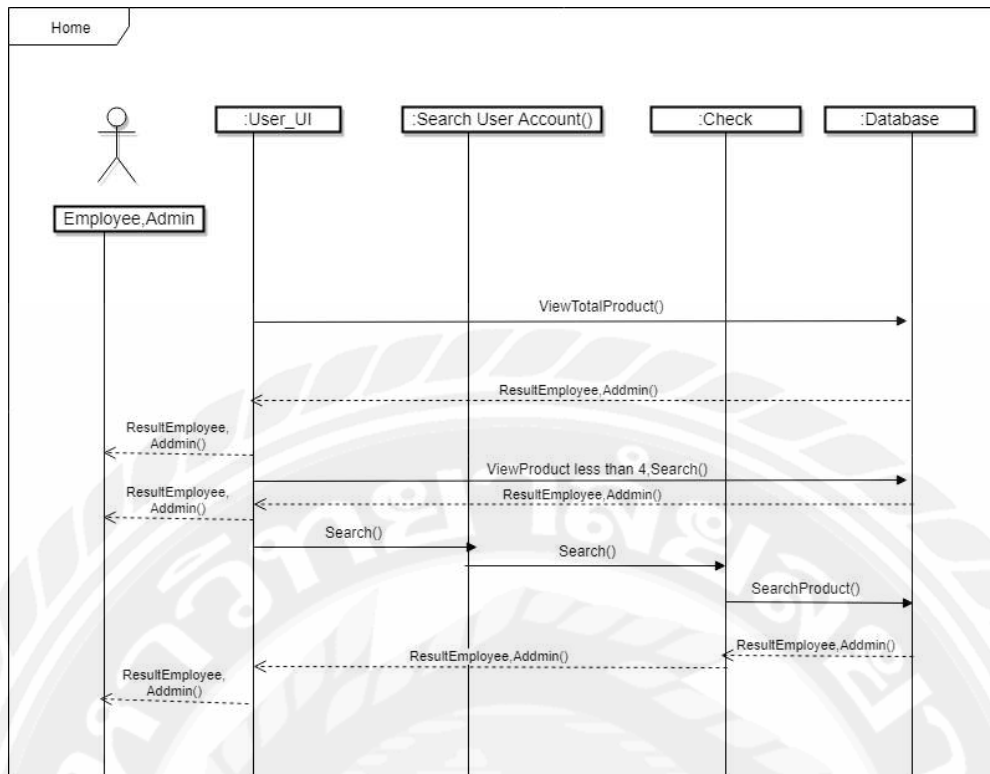 Home
:User_UI
:Search User Account()
:Check
:Database
Employee,Admin
ViewTotalProduct()
ResultEmployee,Addmin()
ResultEmployee,
Addmin()
ViewProduct less than 4,Search()
ResultEmployee,Addmin()
ResultEmployee,
Addmin()
Search()
Search()
SearchProduct()
ResultEmployee,Addmin()
ResultEmployee,Addmin()
ResultEmployee,
Addmin()